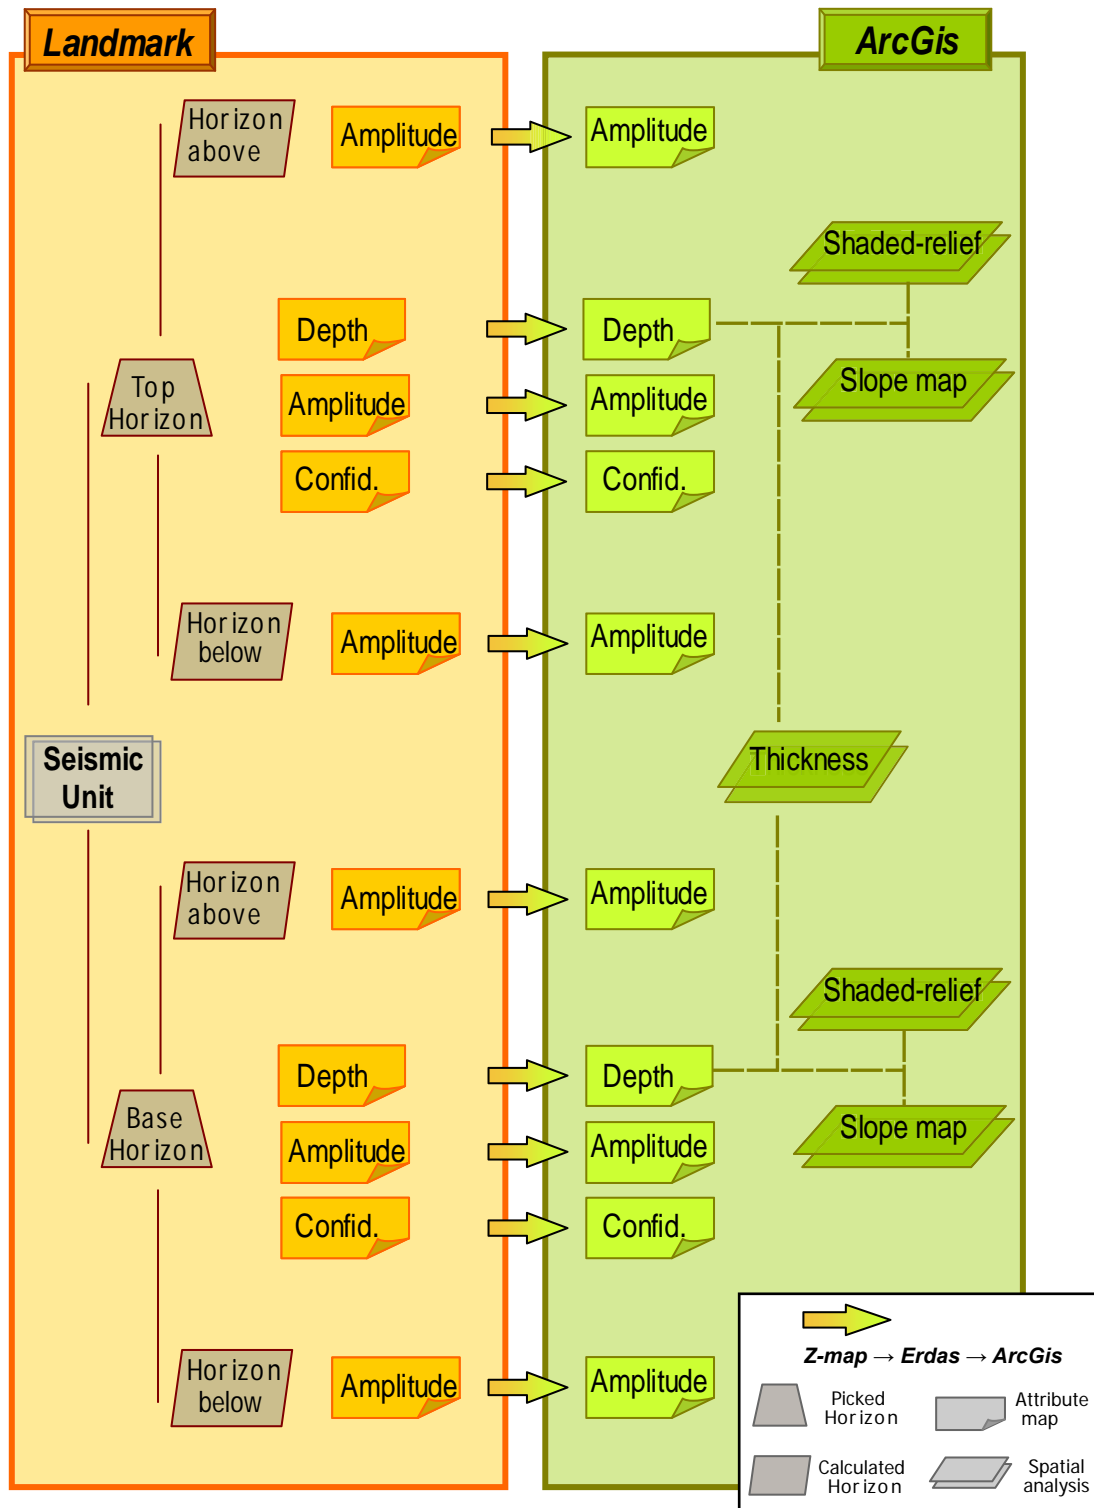 Landmark
ArcGis
Horizon
above
Amplitude
Amplitude
Shaded-relief
Depth
Depth
Top
Horizon
Amplitude
Amplitude
Slope map
Confid.
Confid.
Horizon
below
Amplitude
Amplitude
Seismic
Unit
Thickness
Horizon
above
Amplitude
Amplitude
Shaded-relief
Depth
Depth
Base
Horizon
Amplitude
Amplitude
Slope map
Confid.
Confid.
Horizon
below
Amplitude
Amplitude
Z-map → Erdas → ArcGis
Picked
Horizon
Attribute
map
Calculated
Horizon
Spatial
analysis